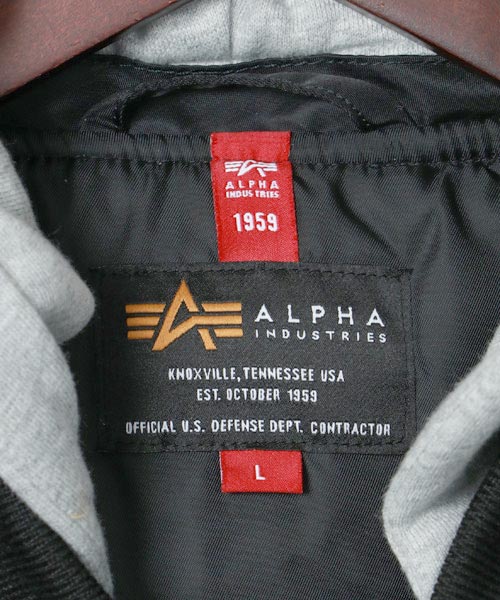 ALPHA
INDUSTRIES
1959
ALPHA
INDUSTRIES
KNOXVILLE, TENNESSEE USA
EST. OCTOBER 1959
OFFICIAL U.S. DEFENSE DEPT. CONTRACTOR
L